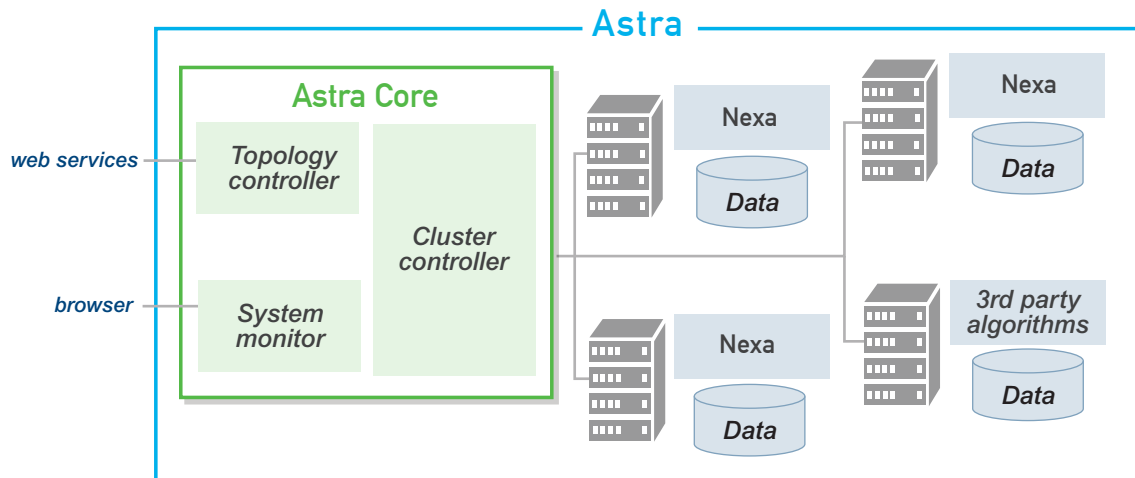 Astra
Astra Core
web services
Topology
controller
Cluster
controller
browser
System
monitor
Nexa
Data
Nexa
Data
Nexa
Data
3rd party
algorithms
Data